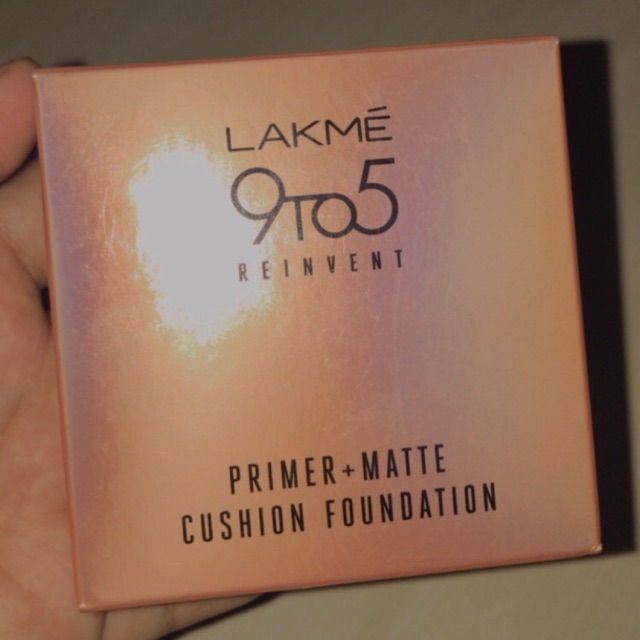 LAKMÉ
9TO5
REINVENT
PRIMER+MATTE
CUSHION FOUNDATION